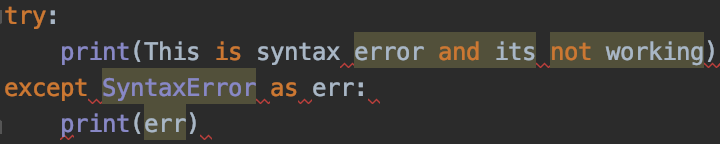 try:
print(This is syntax error and its not working)
except SyntaxError as err:
print(err)